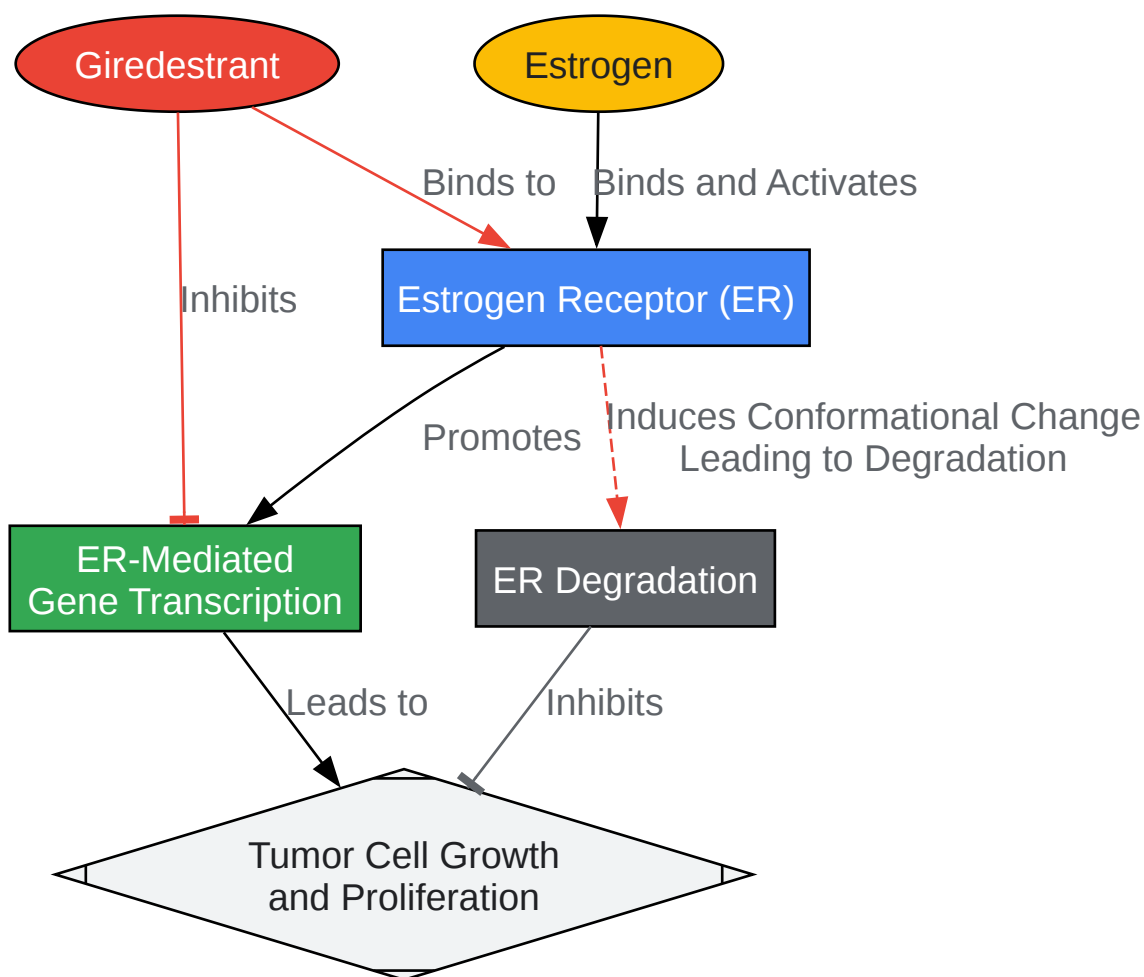 Giredestrant
Estrogen
Binds to
Binds and Activates
Inhibits
Estrogen Receptor (ER)
Promotes
Induces Conformational Change
Leading to Degradation
ER-Mediated
Gene Transcription
ER Degradation
Leads to
Inhibits
Tumor Cell Growth
and Proliferation